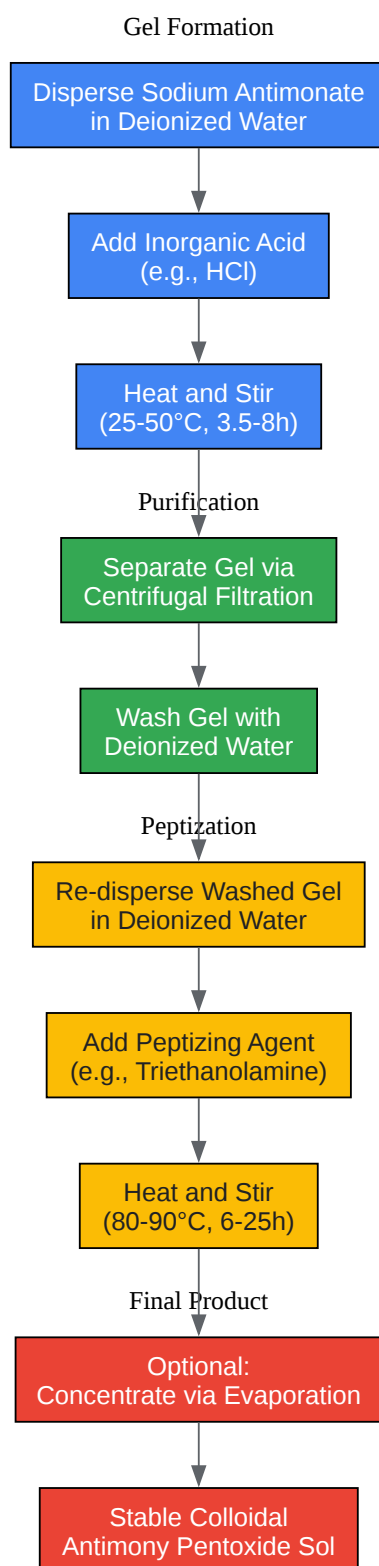 Gel Formation
Disperse Sodium Antimonate
in Deionized Water
Add Inorganic Acid
(e.g., HCl)
Heat and Stir
(25-50°C, 3.5-8h)
Purification
Separate Gel via
Centrifugal Filtration
Wash Gel with
Deionized Water
Peptization
Re-disperse Washed Gel
in Deionized Water
Add Peptizing Agent
(e.g., Triethanolamine)
Heat and Stir
(80-90°C, 6-25h)
Final Product
Optional:
Concentrate via Evaporation
Stable Colloidal
Antimony Pentoxide Sol